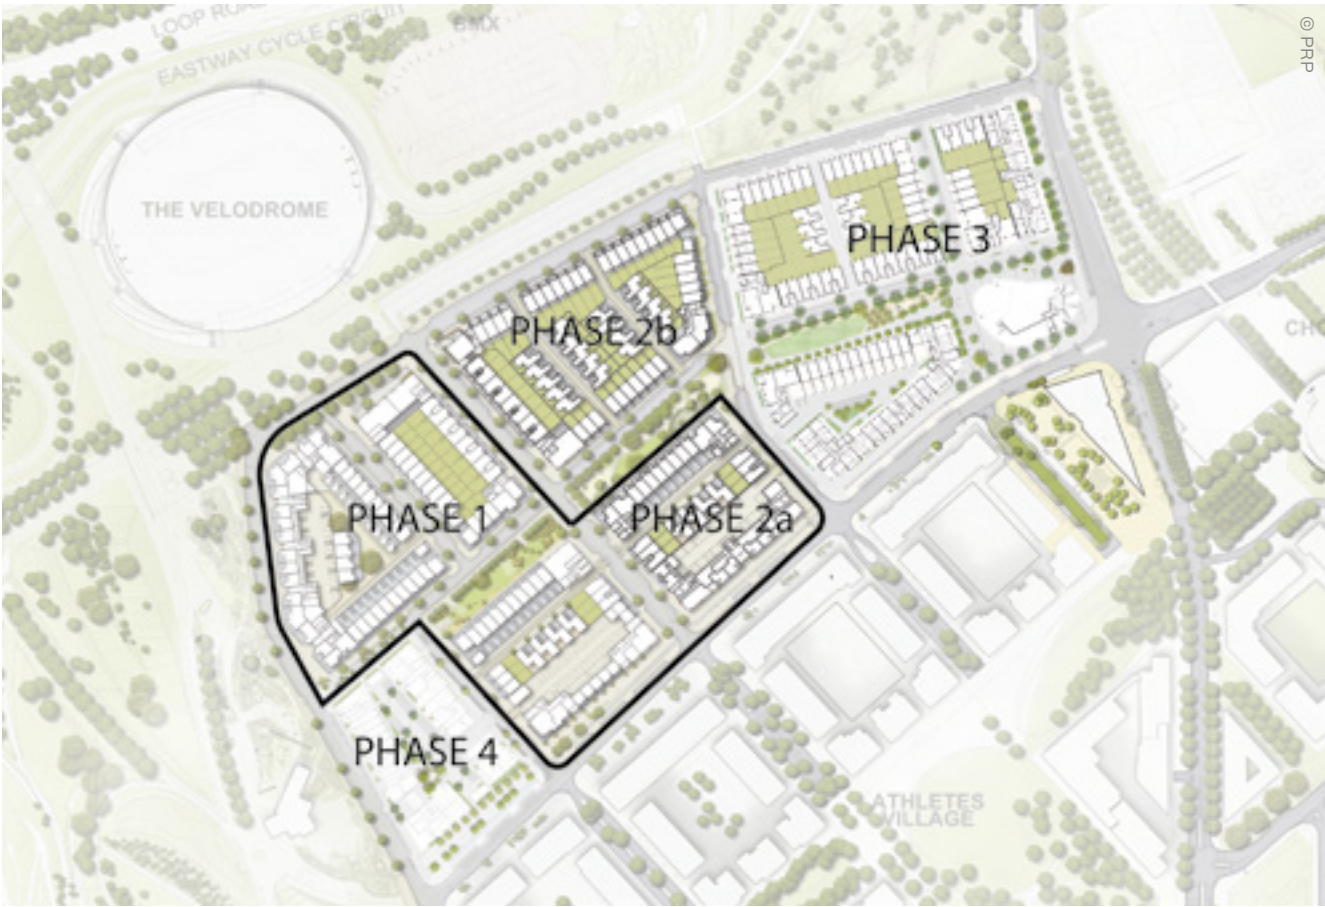 LOOP ROAD
EASTWAY CYCLE CIRCUIT
BMX
© PRP
THE VELODROME
PHASE 3
PHASE 2b
CHO
PHASE 1
PHASE 2a
PHASE 4
ATHLETES
VILLAGE